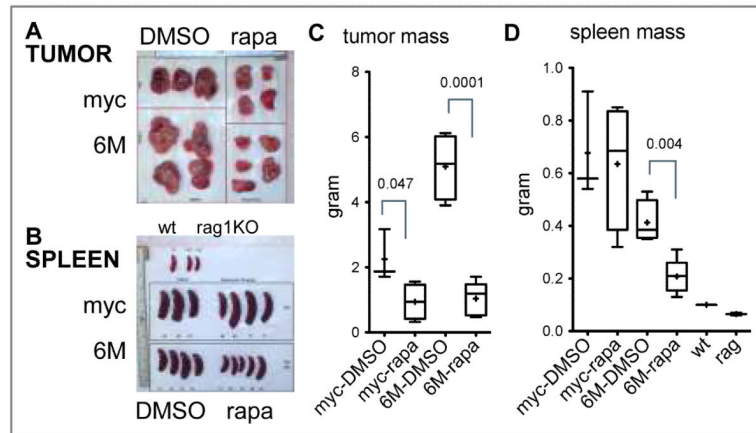 A
TUMOR
DMSO rapa
myc
6M
B
SPLEEN
wt rag1KO
myc
6M
DMSO rapa
C tumor mass
gram
8
6
4
2
0
0.047
0.0001
myc-DMSO
myc-rapa
6M-DMSO
6M-rapa
D spleen mass
gram
1.0
0.8
0.6
0.4
0.2
0.0
0.004
myc-DMSO
myc-rapa
6M-DMSO
6M-rapa
wt
rag